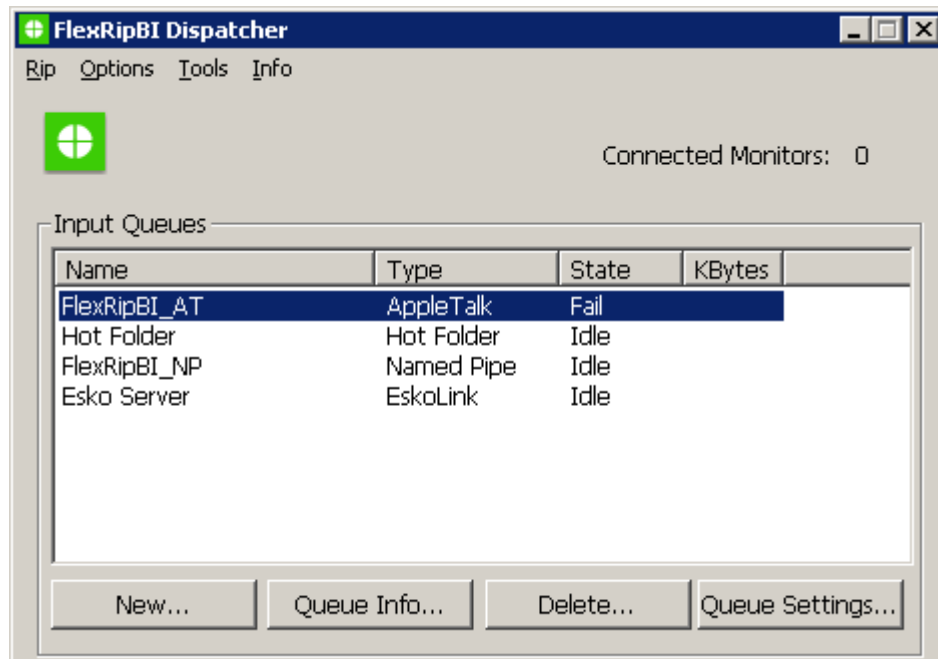 FlexRipBI Dispatcher
Rip Options Tools Info
Connected Monitors: 0
Input Queues
Name Type State KBytes
FlexRipBI_AT AppleTalk Fail
Hot Folder Hot Folder Idle
FlexRipBI_NP Named Pipe Idle
Esko Server EskoLink Idle
New... Queue Info... Delete... Queue Settings...